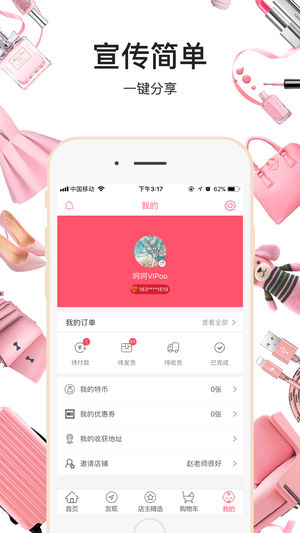 宣传简单
一键分享
中国移动
下午3:17
我的
呵呵VIPoo
183****1619
我的订单
查看全部
待付款
待发货
待收货
已完成
我的特币
0张
我的优惠券
0张
我的收获地址
邀请店铺
赵老师很好
首页
发现
店主精选
购物车
我的